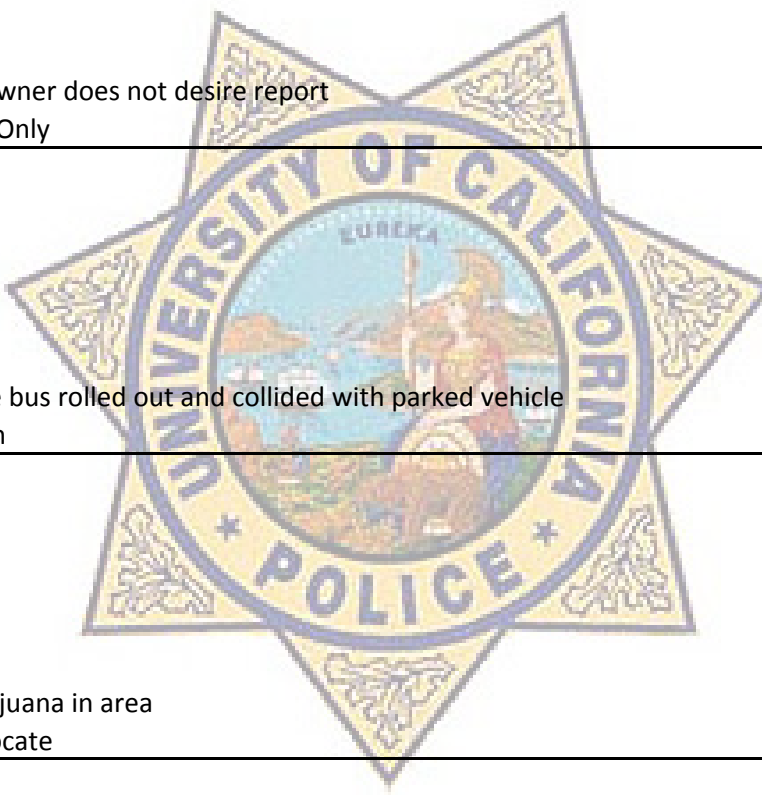 wner does not desire report
Only
UNIVERSITY OF CALIFORNIA
EUREKA
bus rolled out and collided with parked vehicle
juana in area
ocate
POLICE